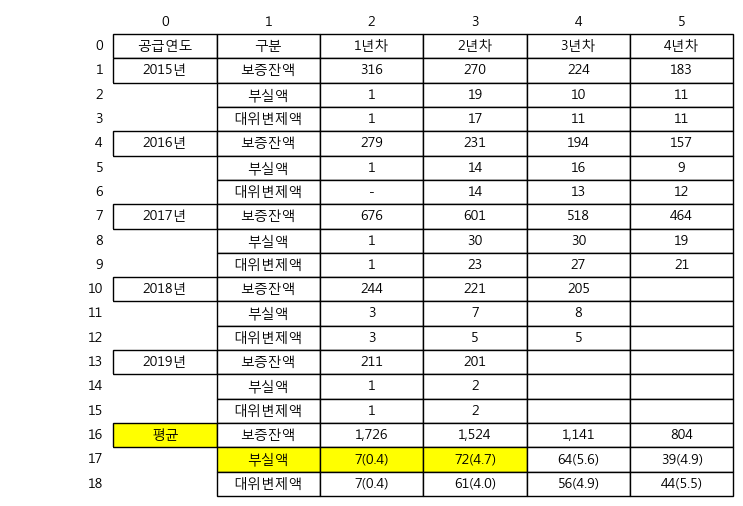 0 1 2 3 4 5
0 공급연도 구분 1년차 2년차 3년차 4년차
1 2015년 보증잔액 316 270 224 183
2 부실액 1 19 10 11
3 대위변제액 1 17 11 11
4 2016년 보증잔액 279 231 194 157
5 부실액 1 14 16 9
6 대위변제액 - 14 13 12
7 2017년 보증잔액 676 601 518 464
8 부실액 1 30 30 19
9 대위변제액 1 23 27 21
10 2018년 보증잔액 244 221 205
11 부실액 3 7 8
12 대위변제액 3 5 5
13 2019년 보증잔액 211 201
14 부실액 1 2
15 대위변제액 1 2
16 평균 보증잔액 1,726 1,524 1,141 804
17 부실액 7(0.4) 72(4.7) 64(5.6) 39(4.9)
18 대위변제액 7(0.4) 61(4.0) 56(4.9) 44(5.5)